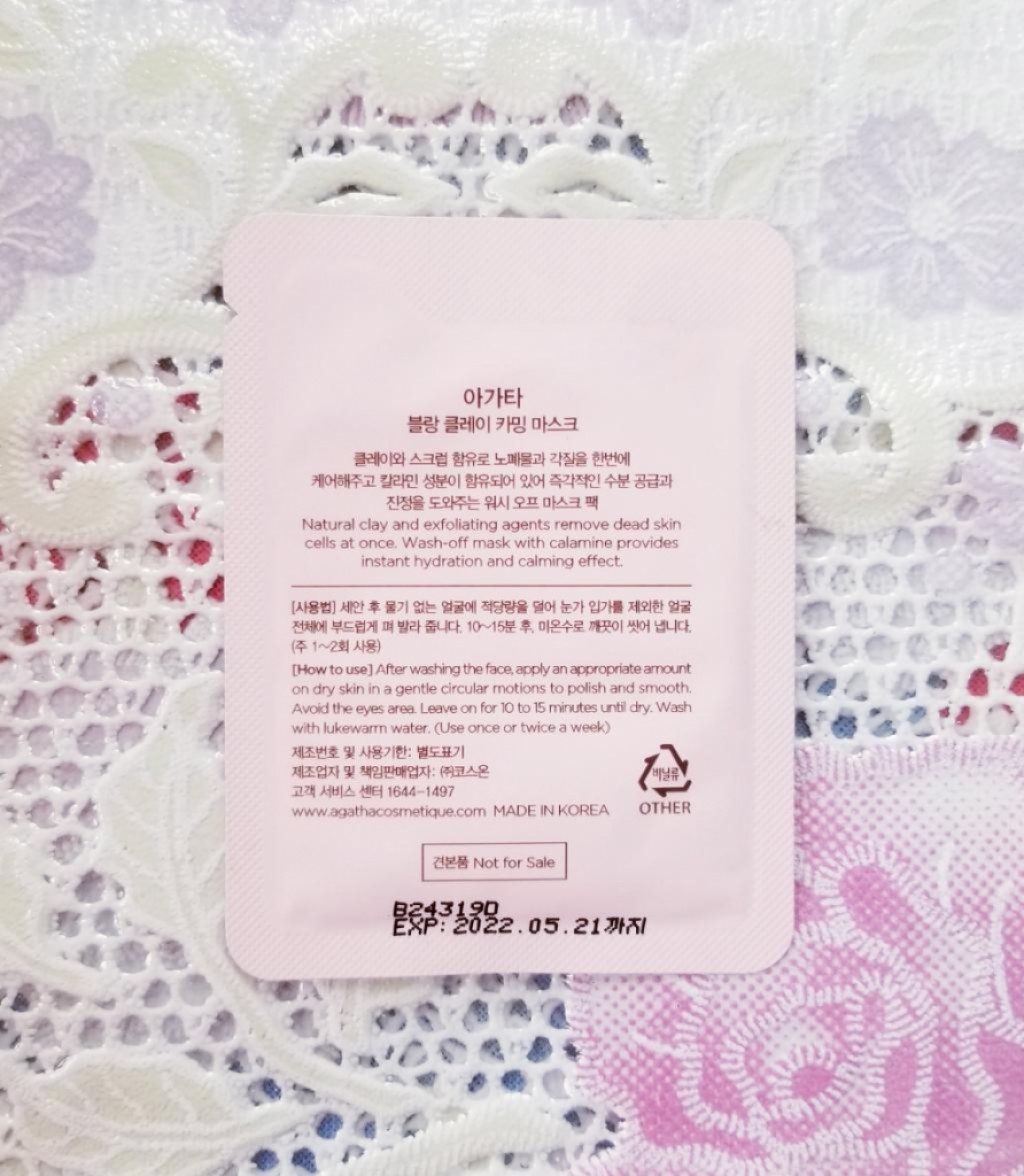 아가타
블랑 클레이 카밍 마스크
클레이와 스크럽 함유로 노폐물과 각질을 한번에
케어해주고 칼라민 성분이 함유되어 있어 즉각적인 수분 공급과
진정을 도와주는 워시 오프 마스크 팩
Natural clay and exfoliating agents remove dead skin
cells at once. Wash-off mask with calamine provides
instant hydration and calming effect.
[사용법] 세안 후 물기 없는 얼굴에 적당량을 덜어 눈가 입가를 제외한 얼굴
전체에 부드럽게 펴 발라 줍니다. 10~15분 후, 미온수로 깨끗이 씻어 냅니다.
(주 1~2회 사용)
[How to use] After washing the face, apply an appropriate amount
on dry skin in a gentle circular motions to polish and smooth.
Avoid the eyes area. Leave on for 10 to 15 minutes until dry. Wash
with lukewarm water. (Use once or twice a week)
제조번호 및 사용기한: 별도표기
제조업자 및 책임판매업자: ㈜코스온
고객 서비스 센터 1644-1497
www.agathacosmetique.com MADE IN KOREA
비닐류
OTHER
견본품 Not for Sale
B24319D
EXP: 2022.05.21까지